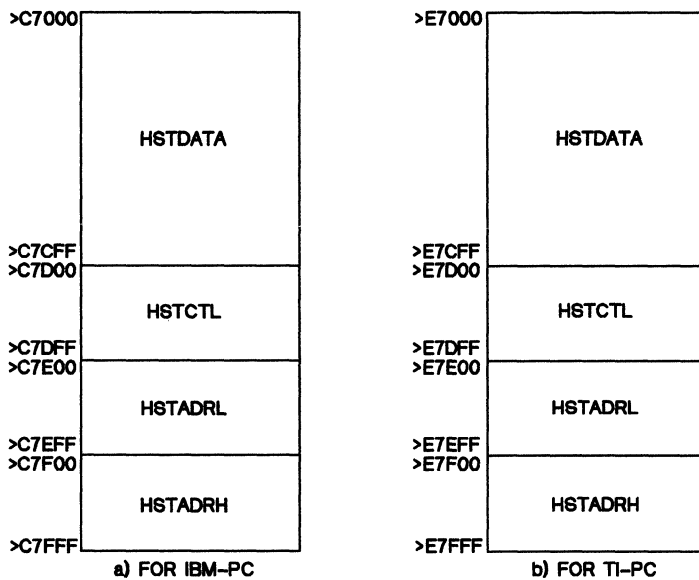 >C7000
HSTDATA
>C7CFF
>C7D00
HSTCTL
>C7DFF
>C7E00
HSTADRL
>C7EFF
>C7F00
HSTADRH
>C7FFF
a) FOR IBM-PC
>E7000
HSTDATA
>E7CFF
>E7D00
HSTCTL
>E7DFF
>E7E00
HSTADRL
>E7EFF
>E7F00
HSTADRH
>E7FFF
b) FOR TI-PC